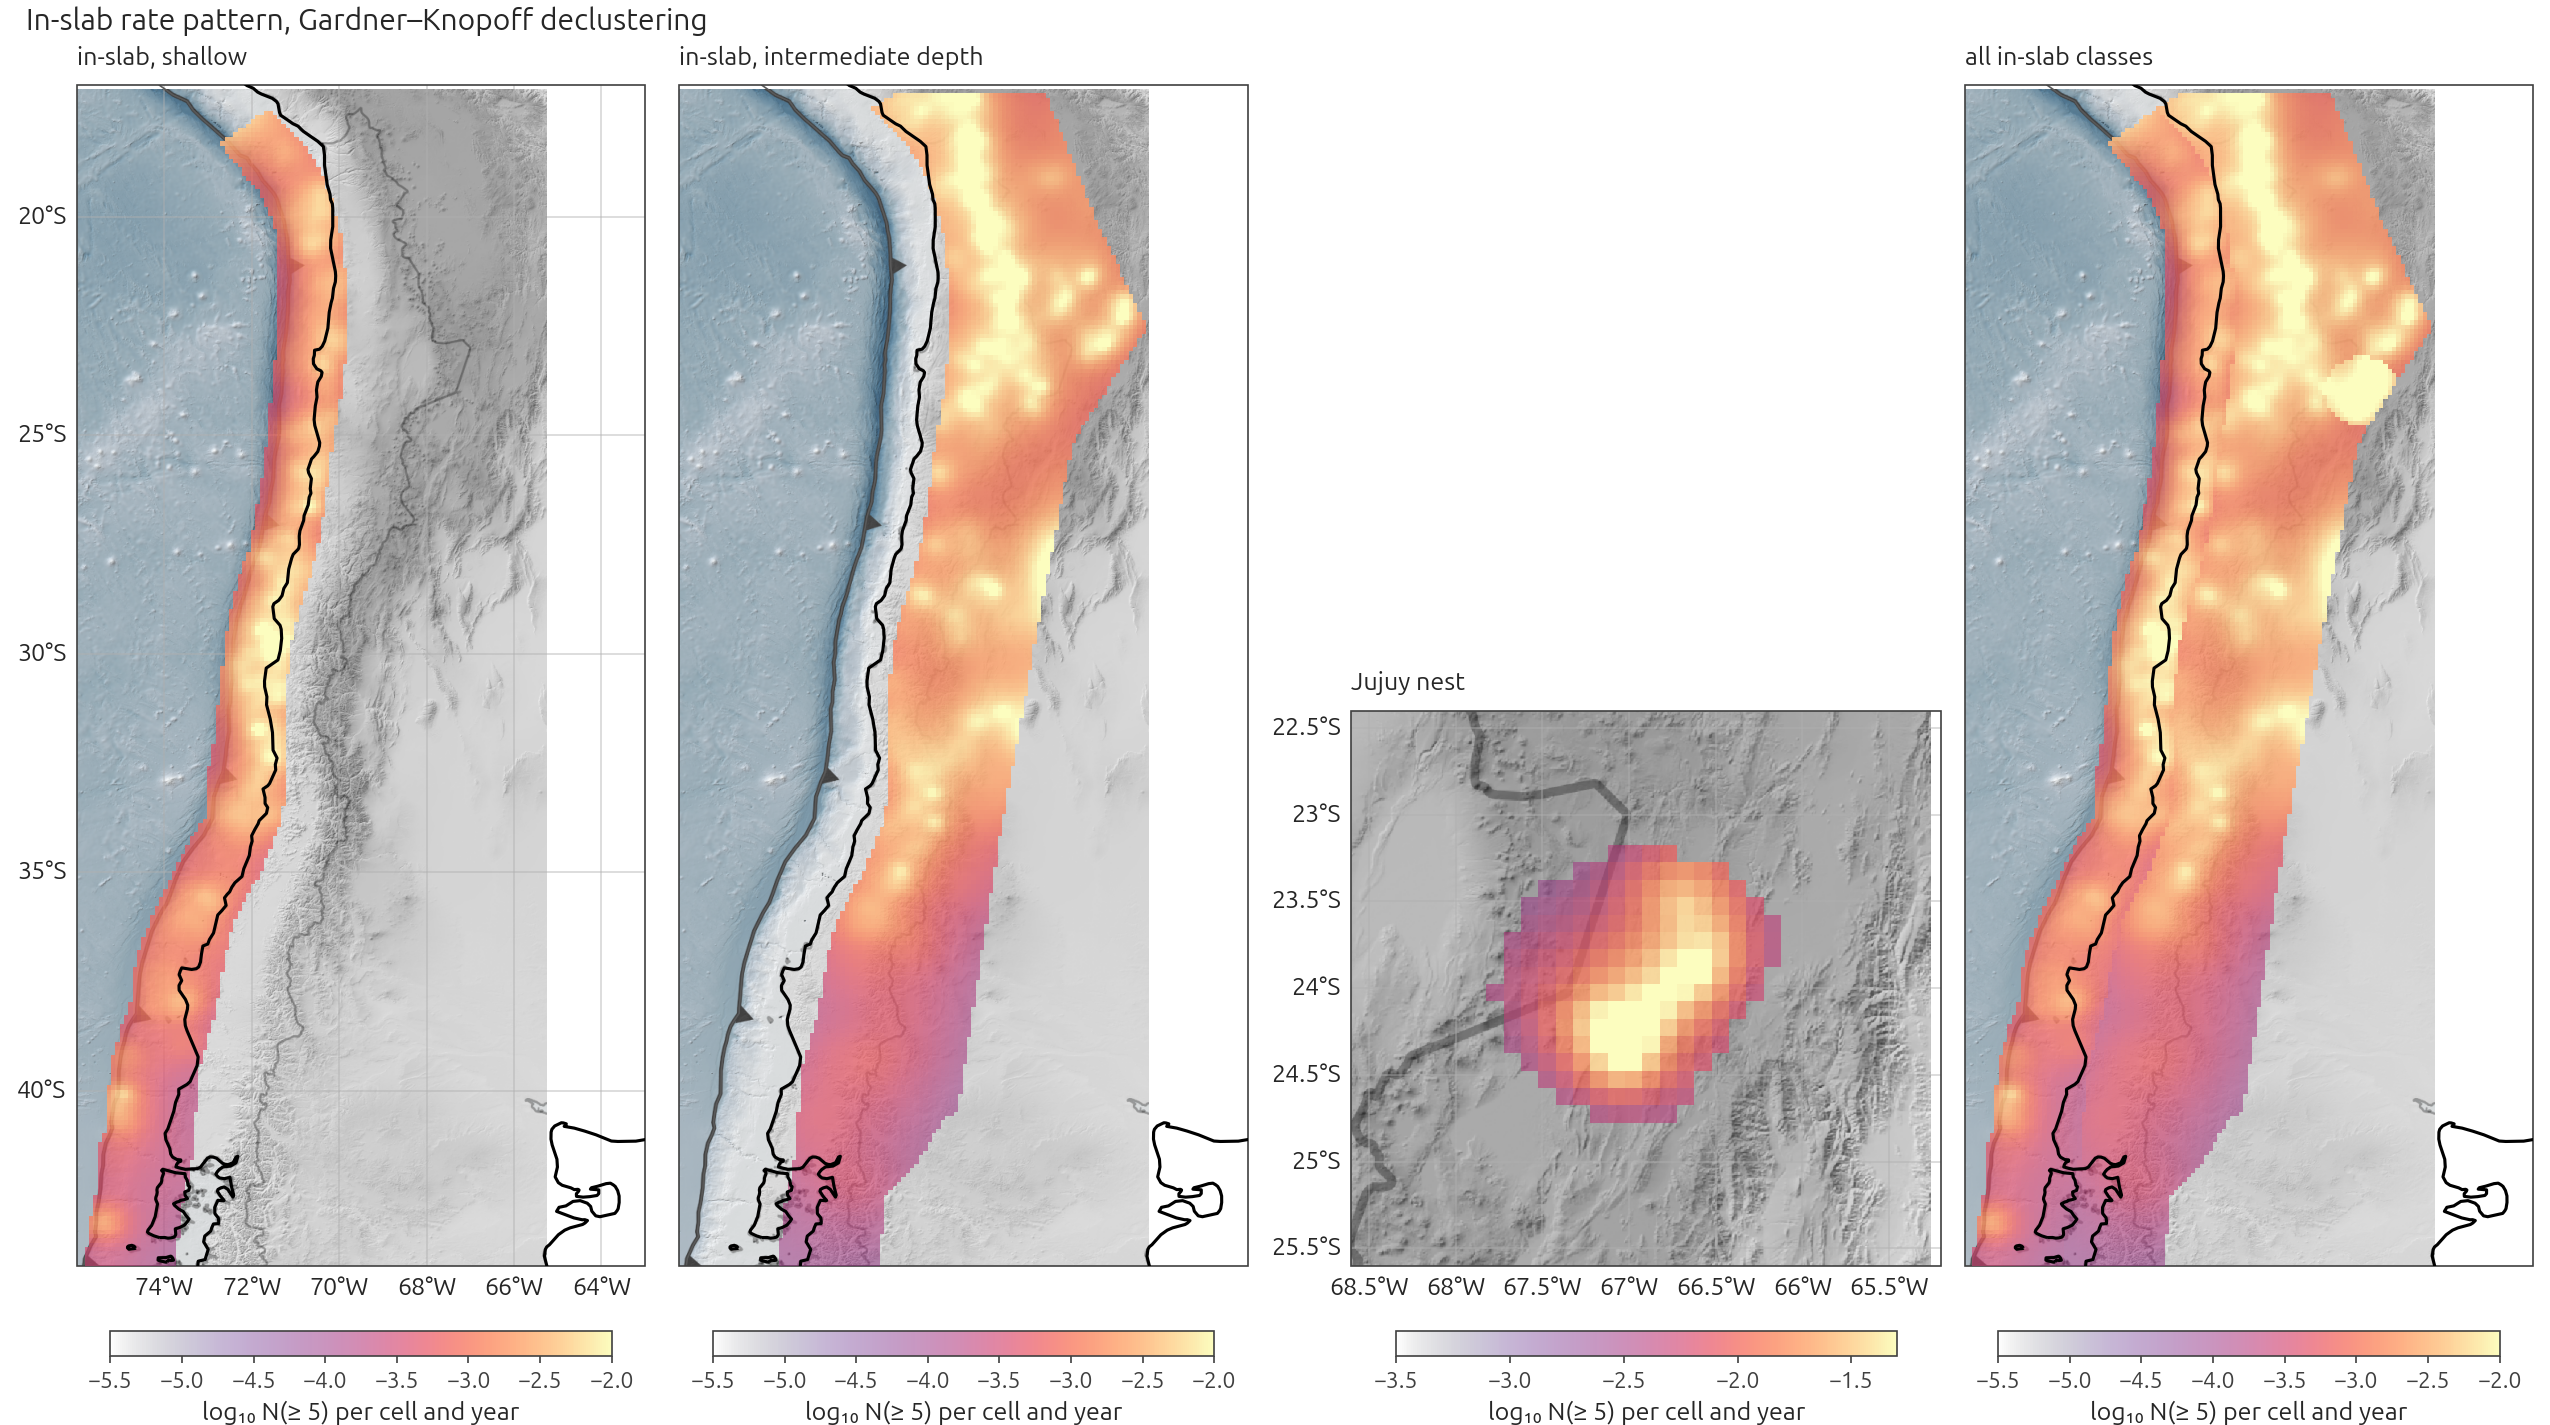 In-slab rate pattern, Gardner–Knopoff declustering
in-slab, shallow
in-slab, intermediate depth
all in-slab classes
20°S
25°S
30°S
35°S
40°S
74°W 72°W 70°W 68°W 66°W 64°W
Jujuy nest
22.5°S
23°S
23.5°S
24°S
24.5°S
25°S
25.5°S
68.5°W 68°W 67.5°W 67°W 66.5°W 66°W 65.5°W
−5.5 −5.0 −4.5 −4.0 −3.5 −3.0 −2.5 −2.0
log₁₀ N(≥ 5) per cell and year
−5.5 −5.0 −4.5 −4.0 −3.5 −3.0 −2.5 −2.0
log₁₀ N(≥ 5) per cell and year
−3.5 −3.0 −2.5 −2.0 −1.5
log₁₀ N(≥ 5) per cell and year
−5.5 −5.0 −4.5 −4.0 −3.5 −3.0 −2.5 −2.0
log₁₀ N(≥ 5) per cell and year